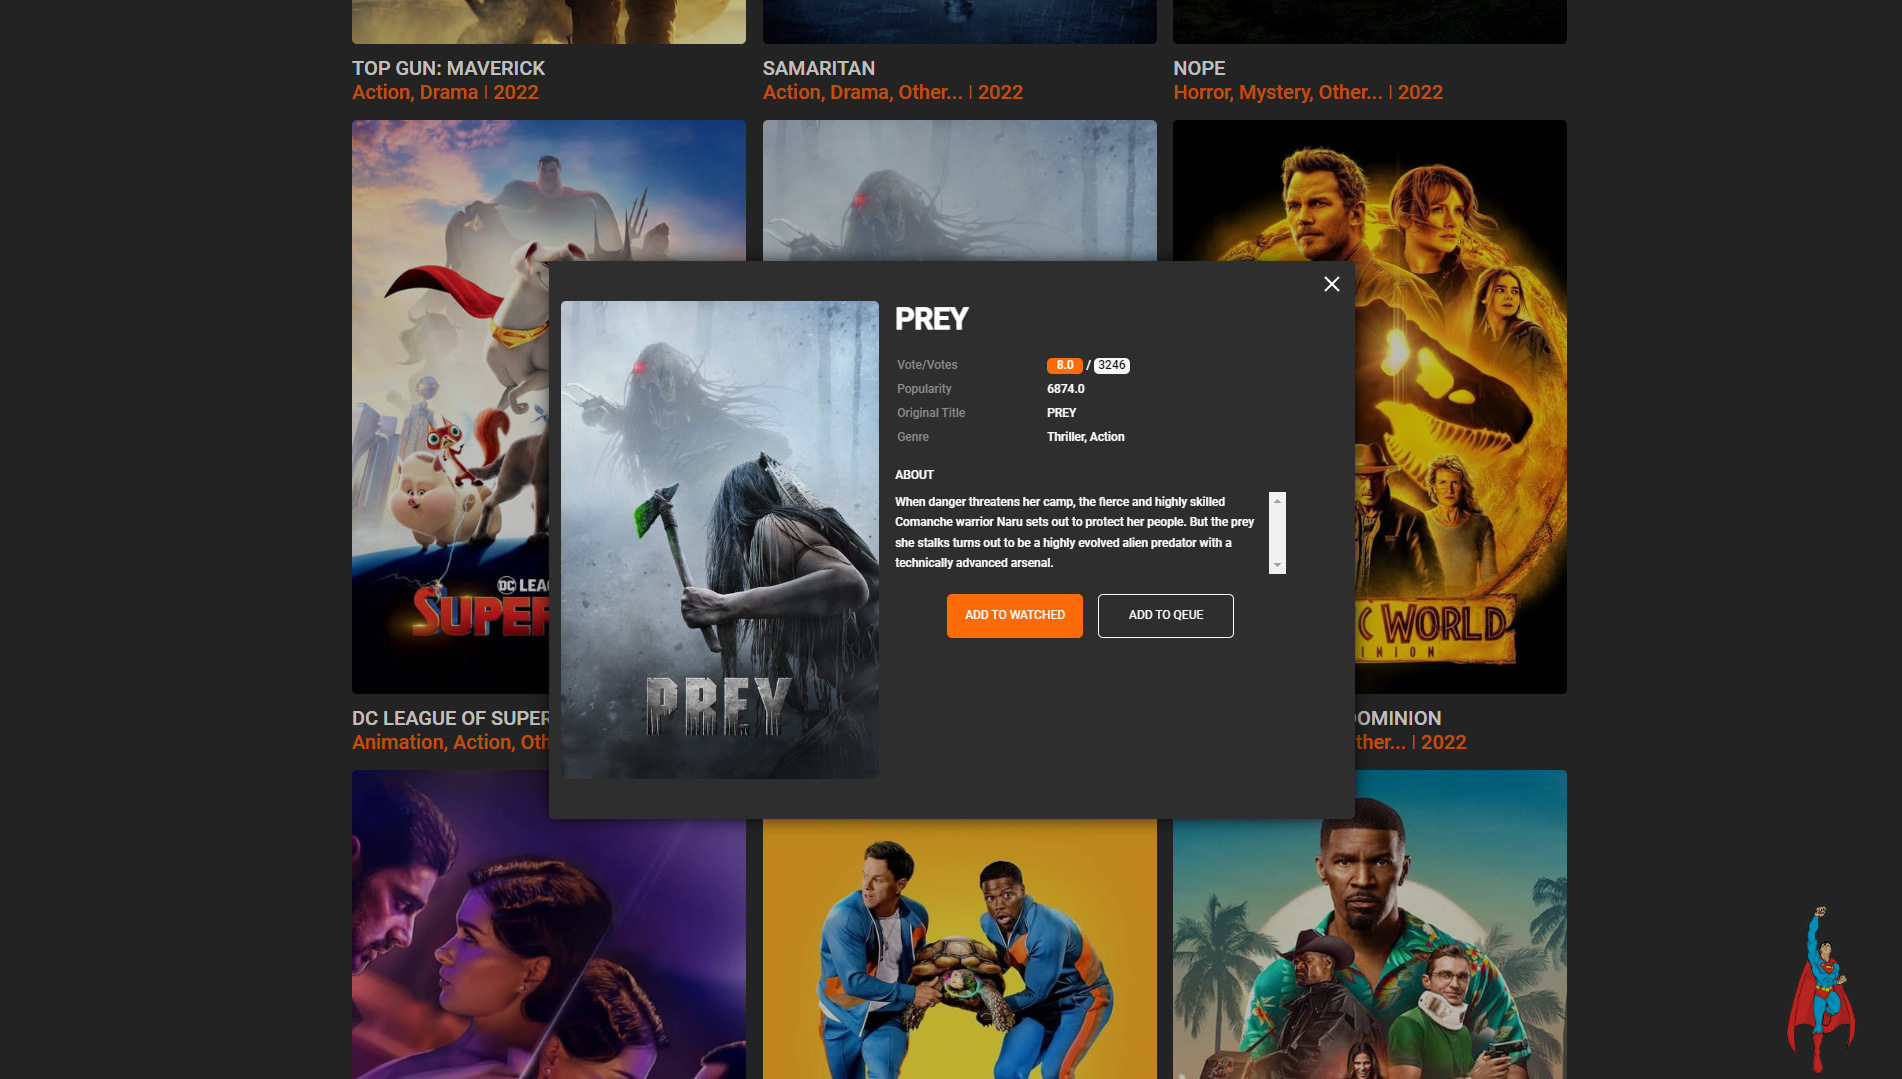 TOP GUN: MAVERICK
Action, Drama | 2022
SAMARITAN
Action, Drama, Other... | 2022
NOPE
Horror, Mystery, Other... | 2022
PREY
Vote/Votes 8.0 / 3246
Popularity 6874.0
Original Title PREY
Genre Thriller, Action
ABOUT
When danger threatens her camp, the fierce and highly skilled
Comanche warrior Naru sets out to protect her people. But the prey
she stalks turns out to be a highly evolved alien predator with a
technically advanced arsenal.
ADD TO WATCHED
ADD TO QEUE
PREY
DC LEA
SUPER
C WORLD
INION
DC LEAGUE OF SUPER
Animation, Action, Oth
DOMINION
ther... | 2022